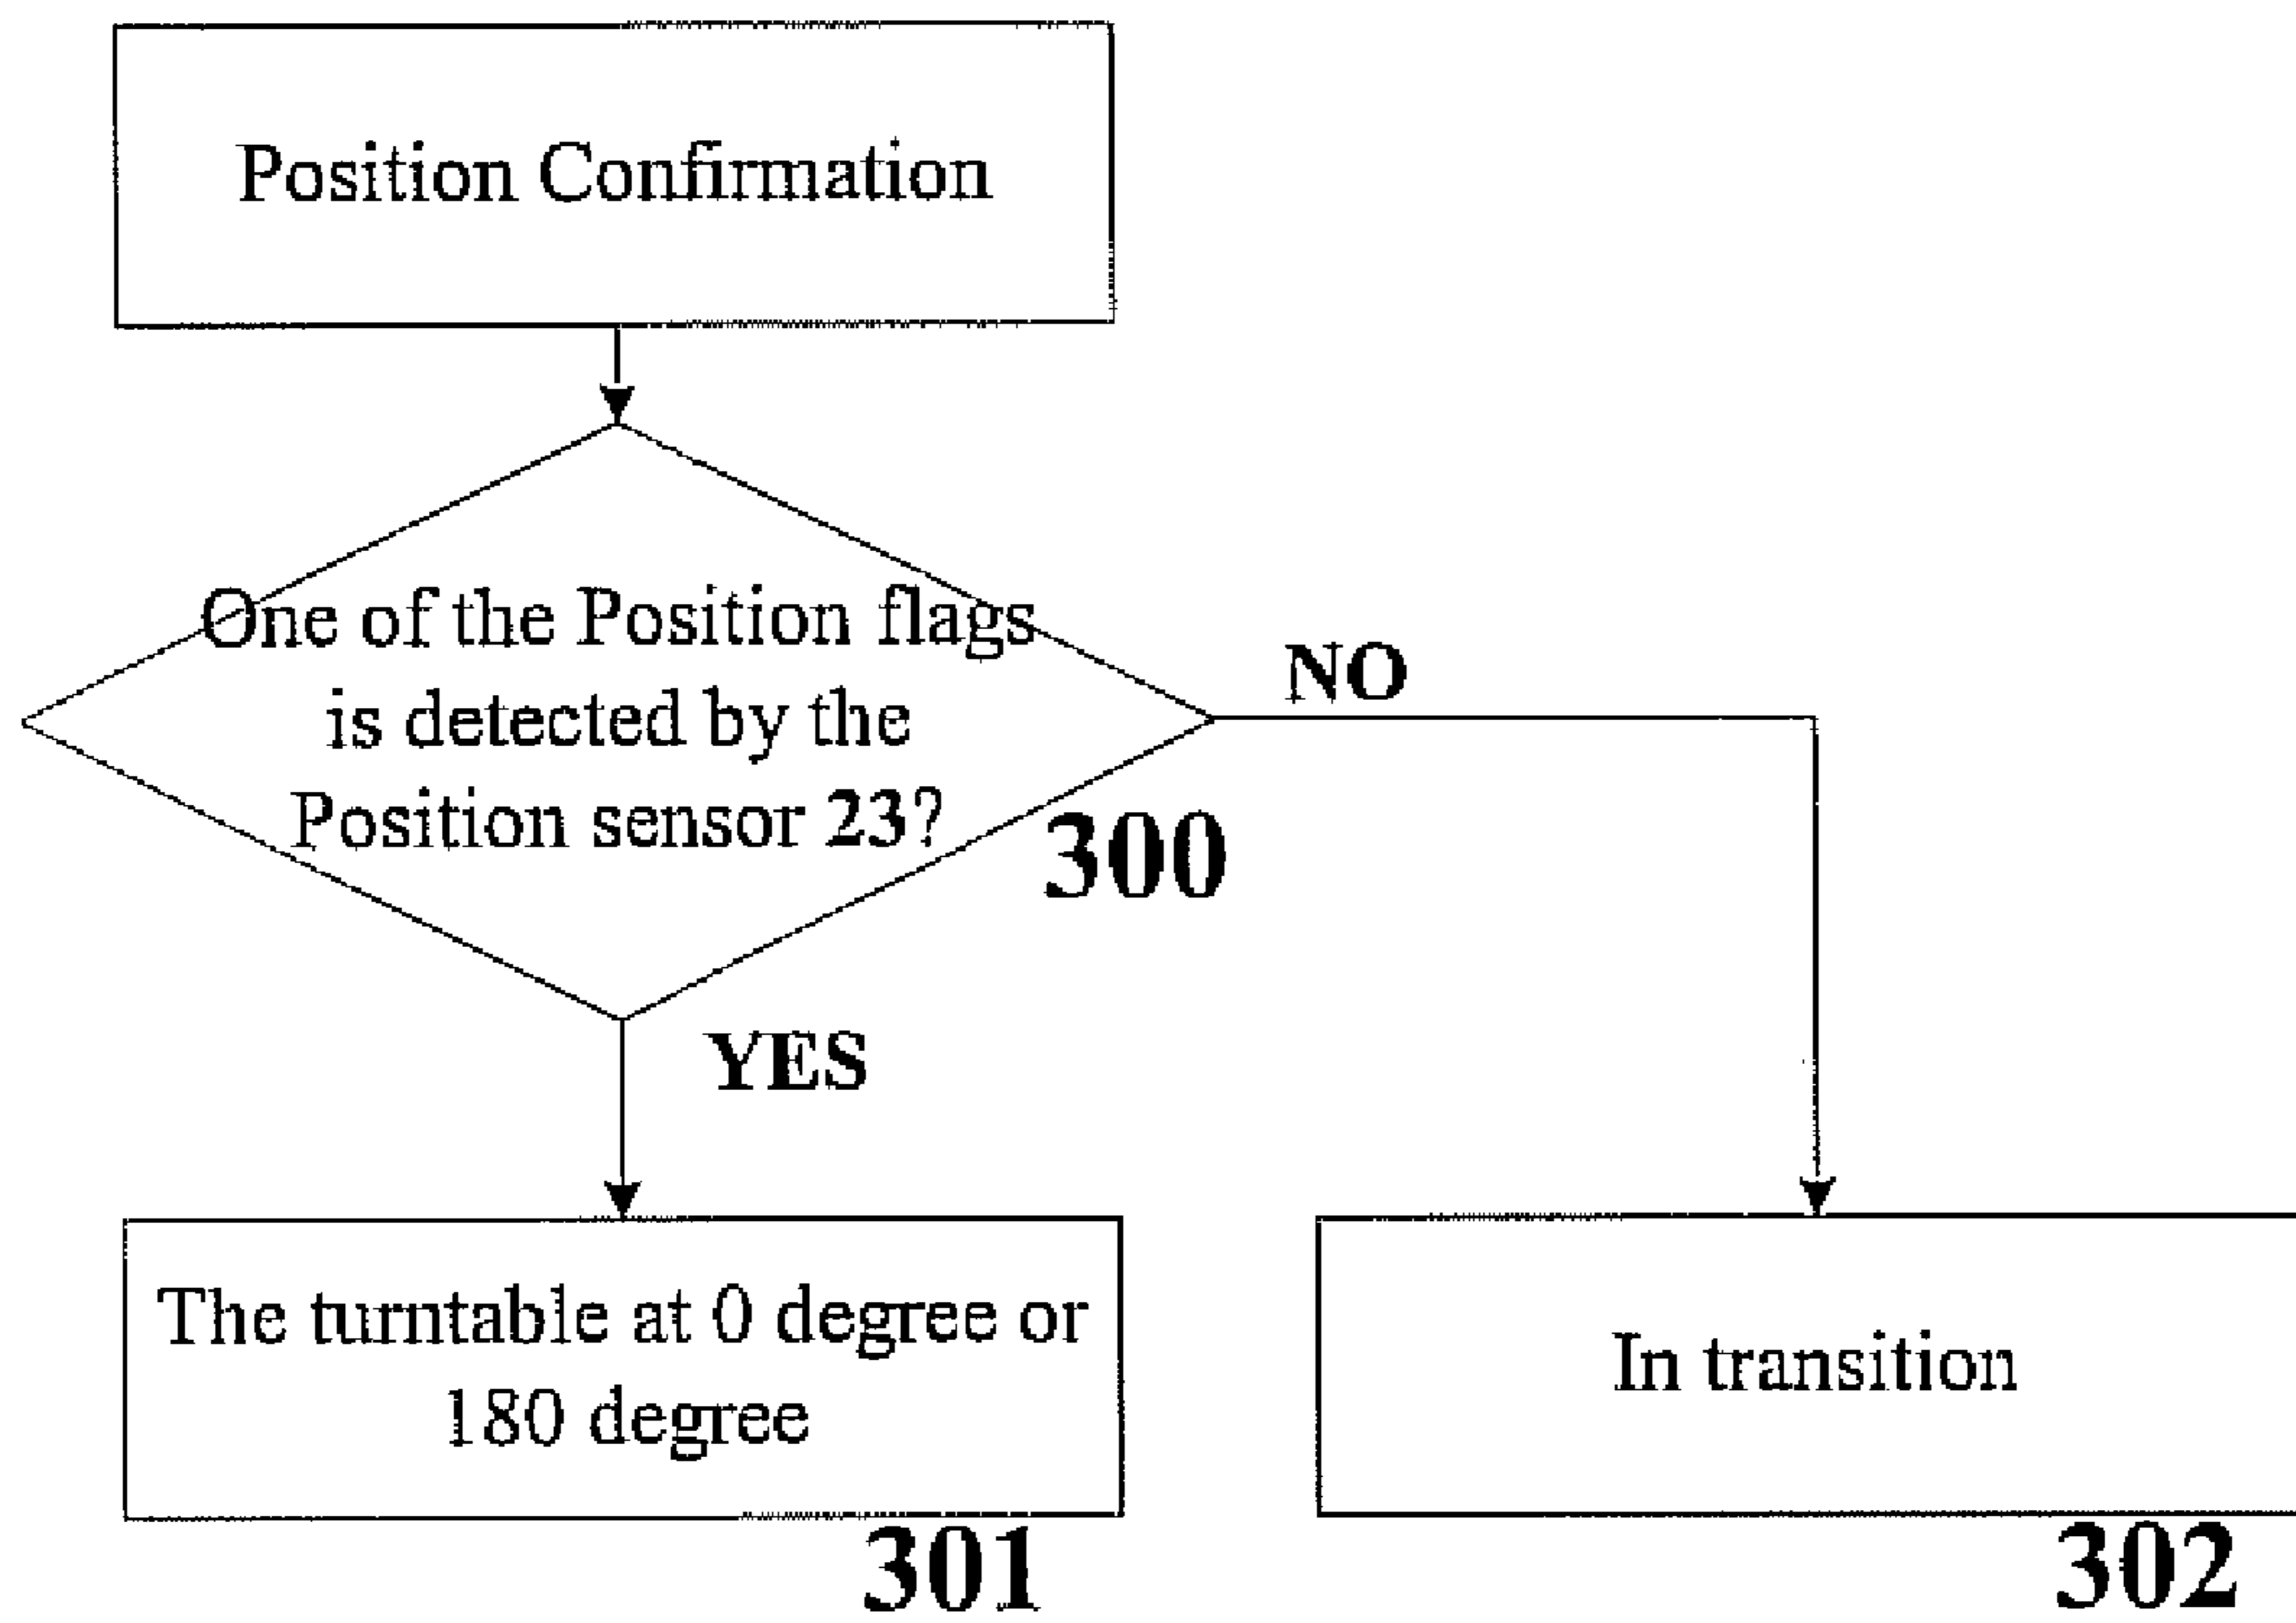 Position Confirmation
One of the Position flags
is detected by the
Position sensor 23?
NO
300
YES
The turntable at 0 degree or
180 degree
301
In transition
302